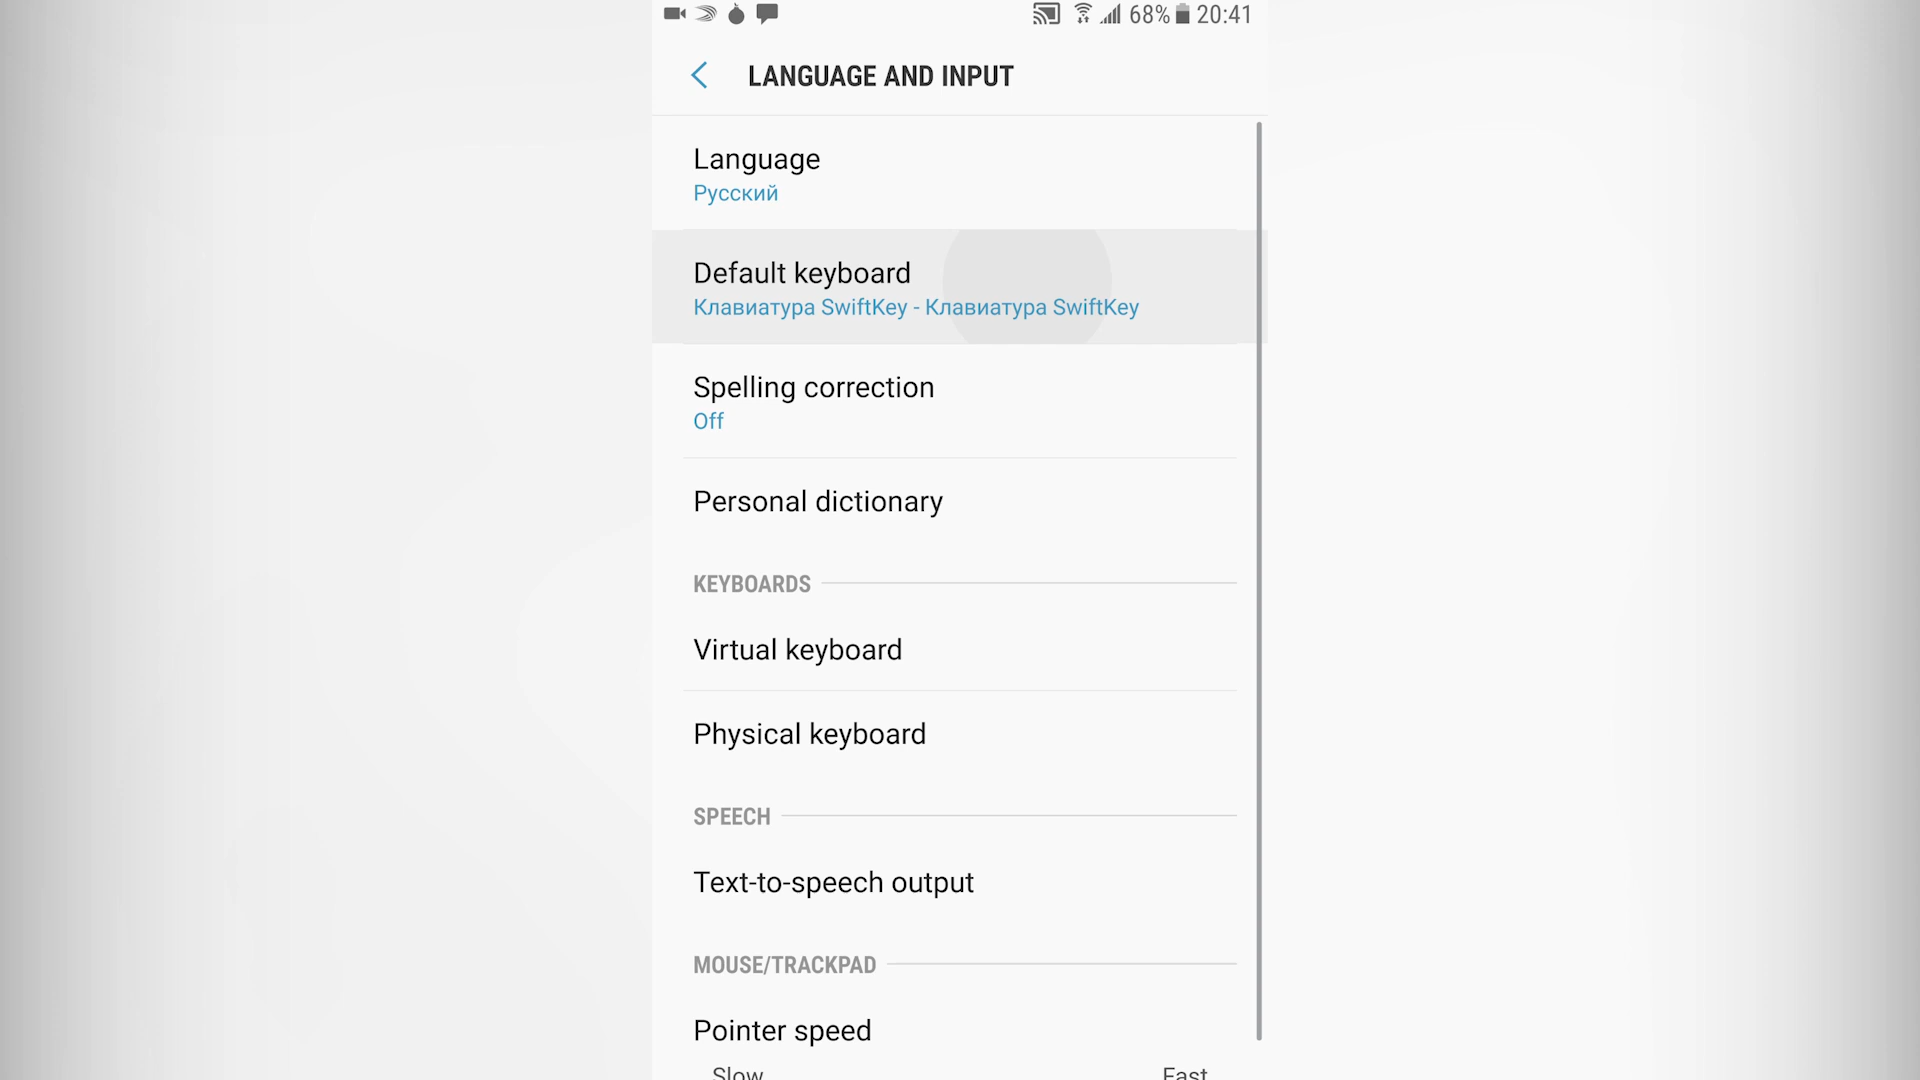 68% 20:41
LANGUAGE AND INPUT
Language
Русский
Default keyboard
Клавиатура SwiftKey - Клавиатура SwiftKey
Spelling correction
Off
Personal dictionary
KEYBOARDS
Virtual keyboard
Physical keyboard
SPEECH
Text-to-speech output
MOUSE/TRACKPAD
Pointer speed
Slow Fast